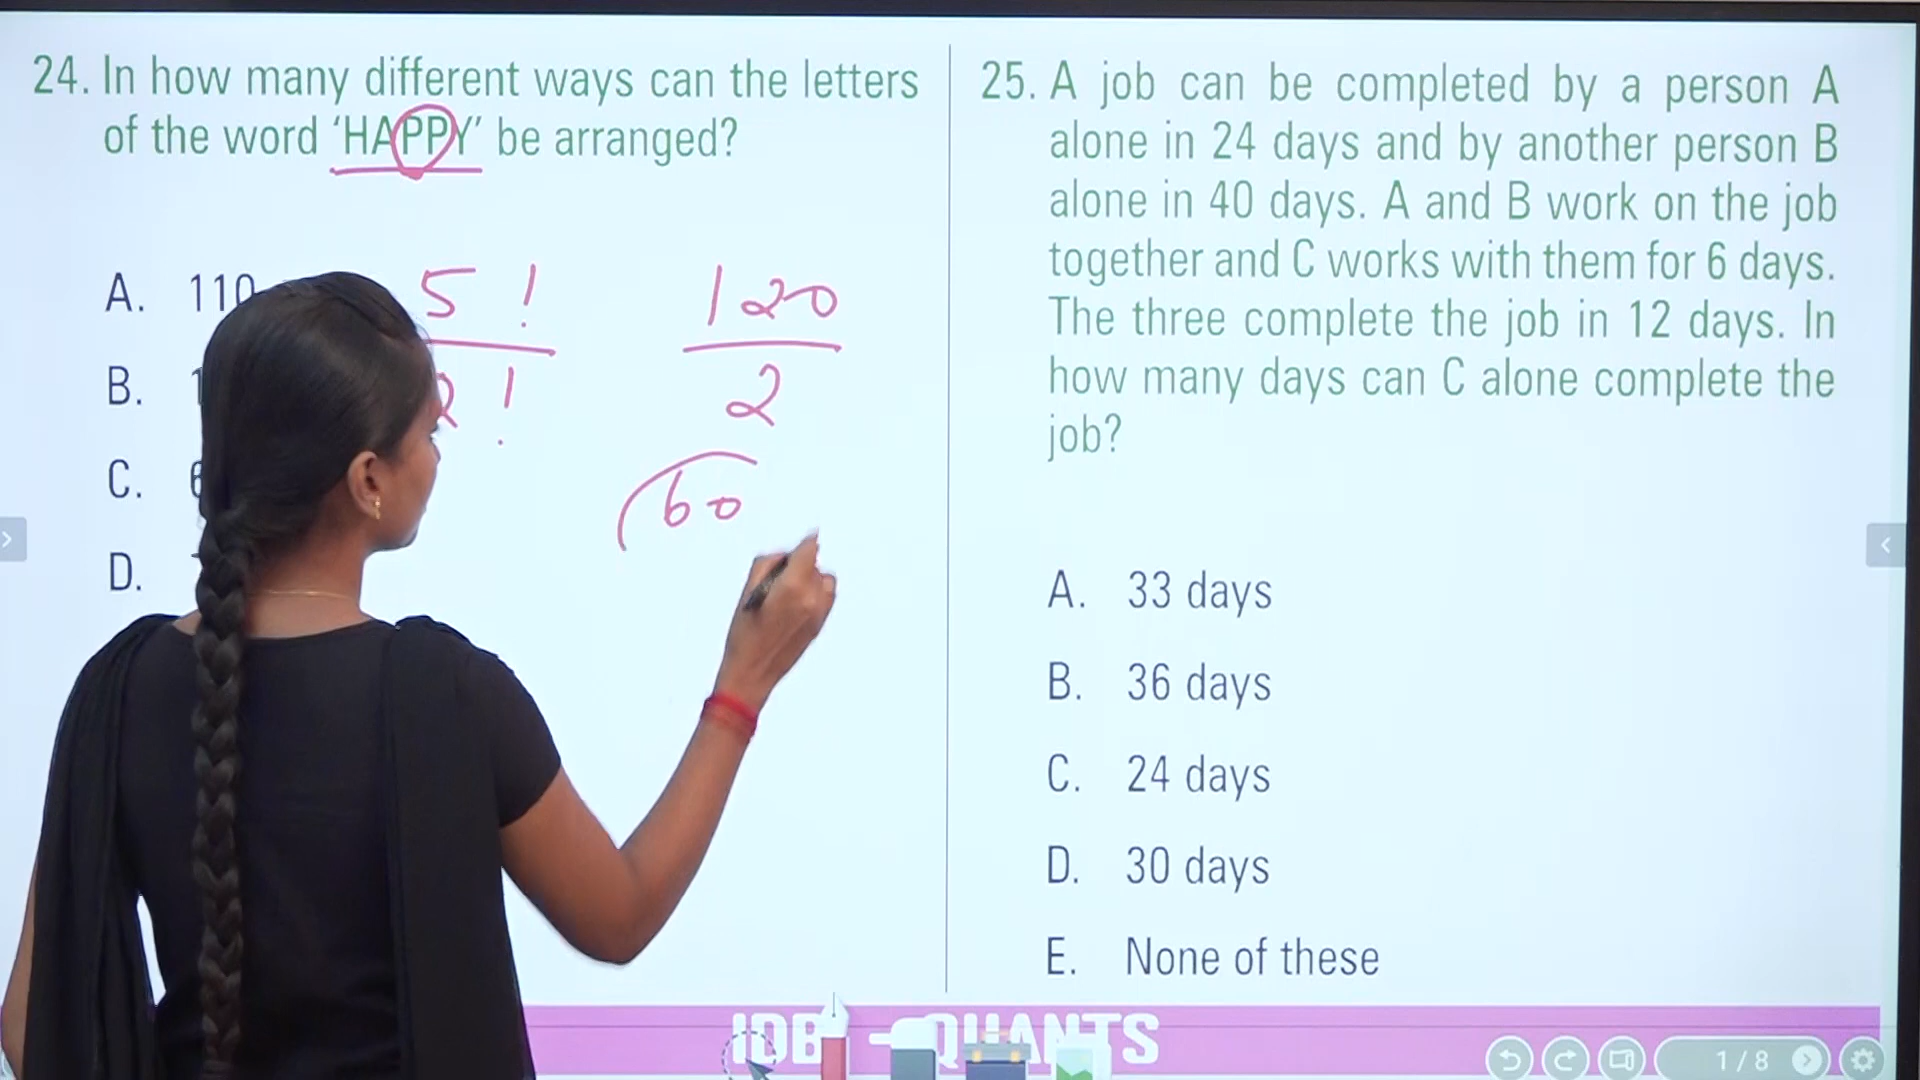 24. In how many different ways can the letters
of the word ‘HAPPY’ be arranged?
A. 110
B.
C.
D.
5!
2!
120
2
60
25. A job can be completed by a person A
alone in 24 days and by another person B
alone in 40 days. A and B work on the job
together and C works with them for 6 days.
The three complete the job in 12 days. In
how many days can C alone complete the
job?
A. 33 days
B. 36 days
C. 24 days
D. 30 days
E. None of these
QUANTS
1/8